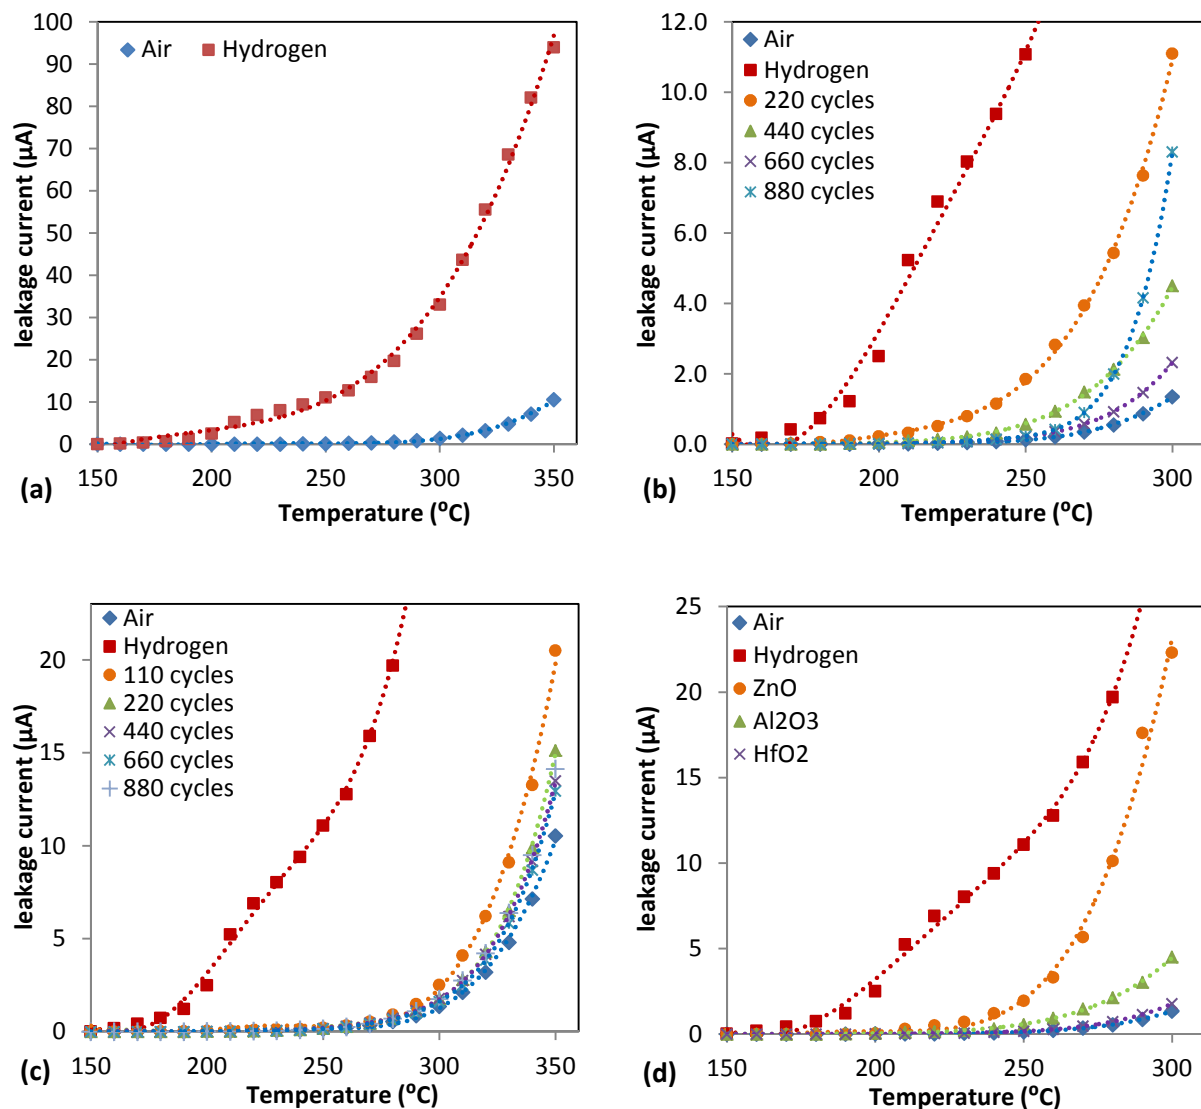 100
90
80
70
60
50
40
30
20
10
0
leakage current (µA)
Air
Hydrogen
150
200
250
300
350
(a)
Temperature (⁰C)
12.0
10.0
8.0
6.0
4.0
2.0
0.0
leakage current (µA)
Air
Hydrogen
220 cycles
440 cycles
660 cycles
880 cycles
150
200
250
300
(b)
Temperature (⁰C)
20
15
10
5
0
leakage current (µA)
Air
Hydrogen
110 cycles
220 cycles
440 cycles
660 cycles
880 cycles
150
200
250
300
350
(c)
Temperature (⁰C)
25
20
15
10
5
0
leakage current (µA)
Air
Hydrogen
ZnO
Al2O3
HfO2
150
200
250
300
(d)
Temperature (⁰C)